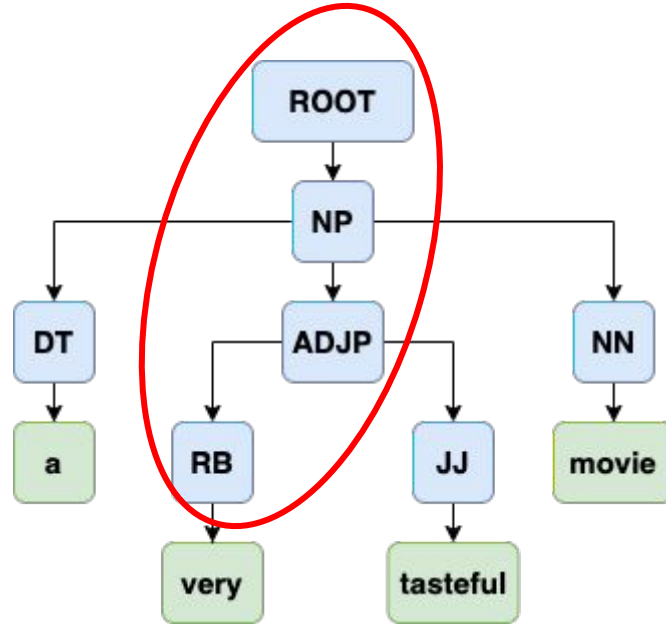 ROOT
NP
DT
ADJP
NN
a
RB
JJ
movie
very
tasteful